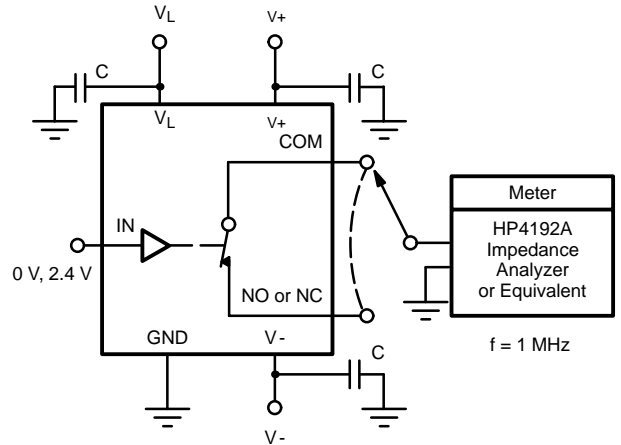 V_L
V+
C
C
V_L
V+
COM
IN
0 V, 2.4 V
NO or NC
GND
V -
C
V -
Meter
HP4192A
Impedance
Analyzer
or Equivalent
f = 1 MHz